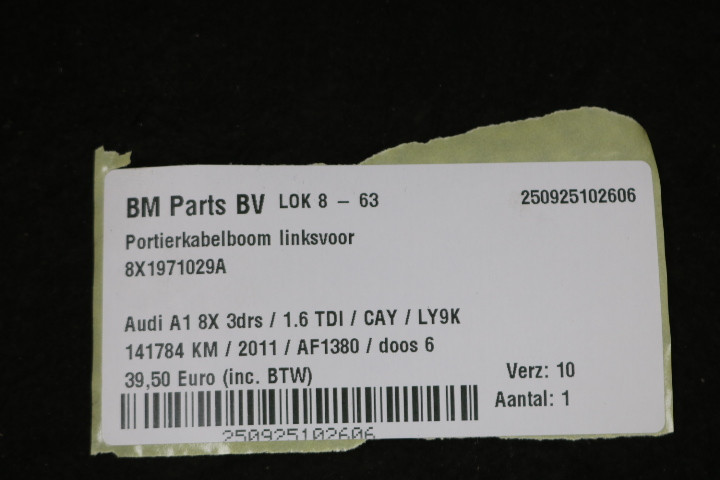 BM Parts BV LOK 8 - 63 250925102606
Portierkabelboom linksvoor
8X1971029A
Audi A1 8X 3drs / 1.6 TDI / CAY / LY9K
141784 KM / 2011 / AF1380 / doos 6
39,50 Euro (inc. BTW) Verz: 10
Aantal: 1
250925102606